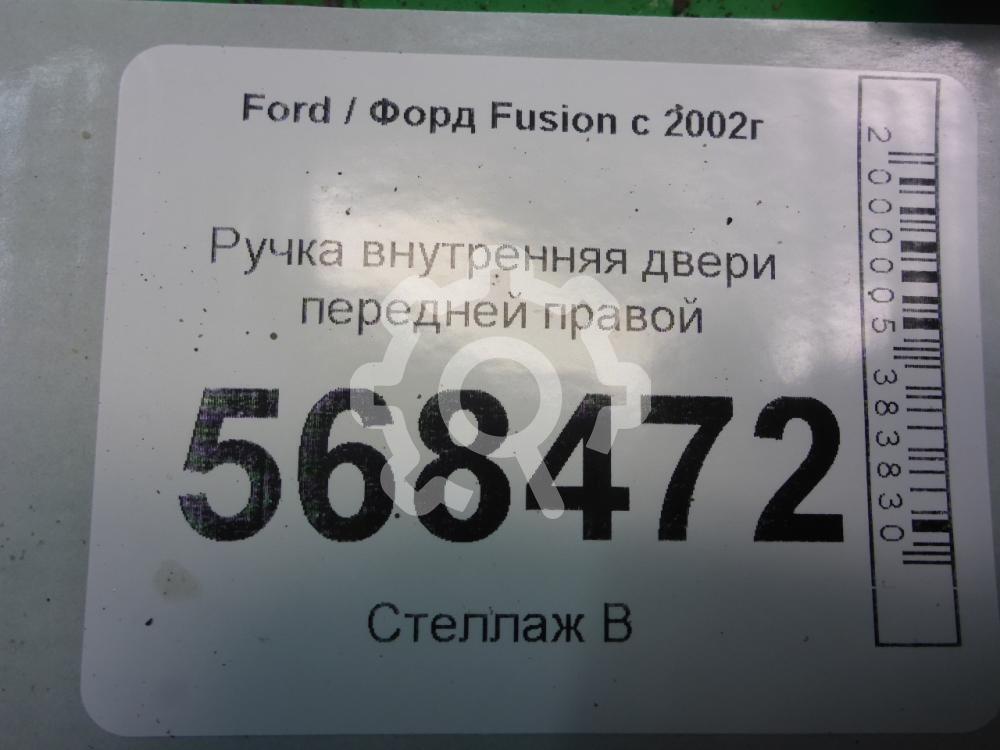 Ford / Форд Fusion с 2002г
Ручка внутренняя двери
передней правой
568472
Стеллаж В
2000005383830